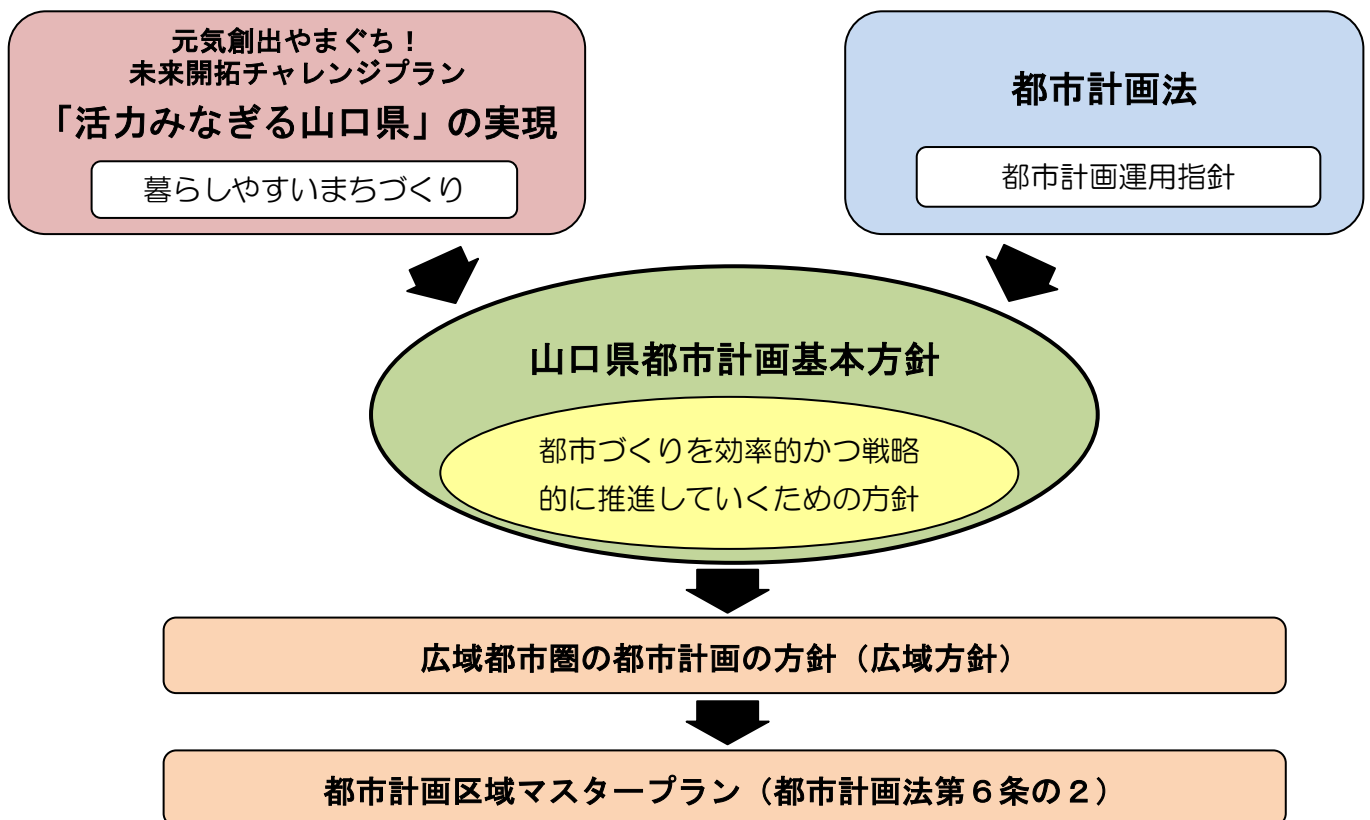 元気創出やまぐち！
未来開拓チャレンジプラン
「活力みなぎる山口県」の実現
暮らしやすいまちづくり
都市計画法
都市計画運用指針
山口県都市計画基本方針
都市づくりを効率的かつ戦略
的に推進していくための方針
広域都市圏の都市計画の方針（広域方針）
都市計画区域マスタープラン（都市計画法第６条の２）